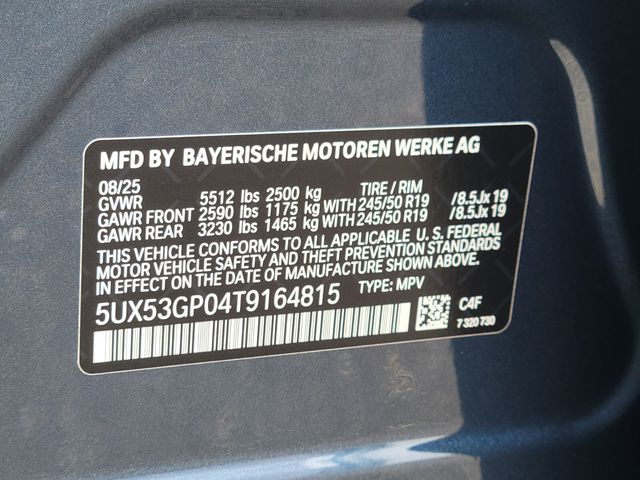 MFD BY BAYERISCHE MOTOREN WERKE AG
08/25
GVWR 5512 lbs 2500 kg TIRE / RIM
GAWR FRONT 2590 lbs 1175 kg WITH 245/50 R19 /8.5Jx19
GAWR REAR 3230 lbs 1465 kg WITH 245/50 R19 /8.5Jx19
THIS VEHICLE CONFORMS TO ALL APPLICABLE U. S. FEDERAL
MOTOR VEHICLE SAFETY AND THEFT PREVENTION STANDARDS
IN EFFECT ON THE DATE OF MANUFACTURE SHOWN ABOVE.
5UX53GP04T9164815 TYPE: MPV
C4F
7 320 730